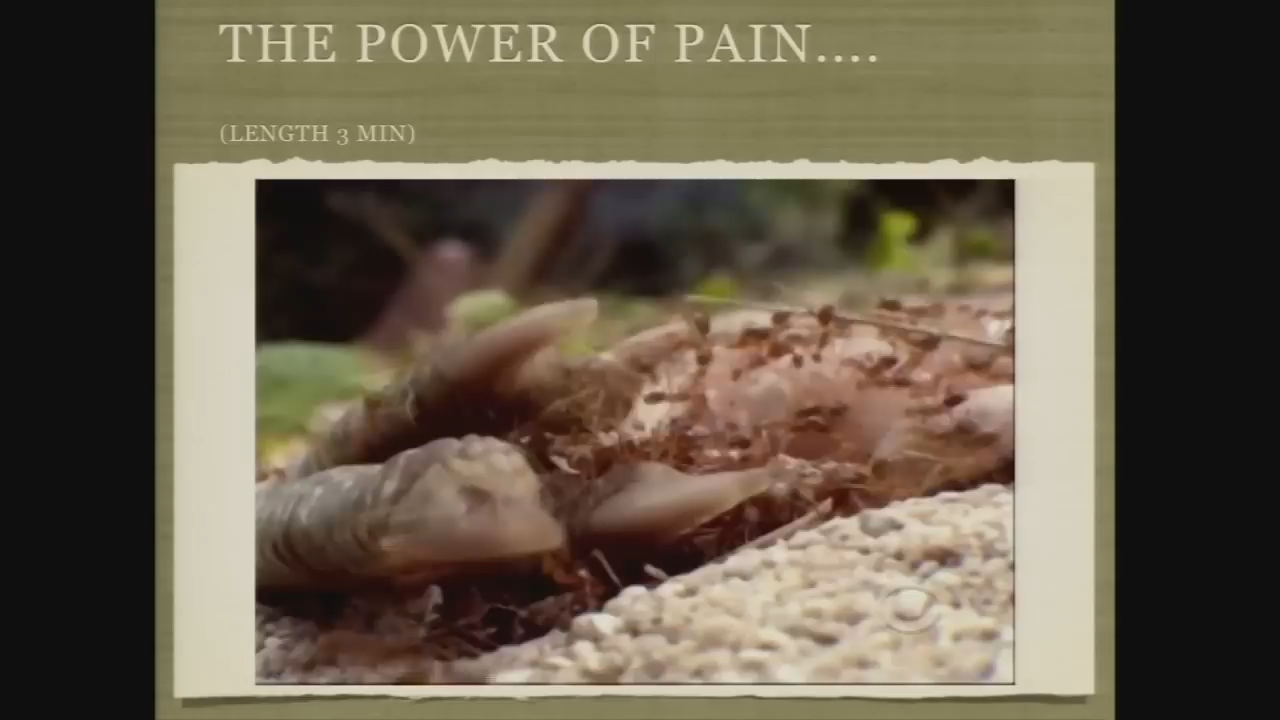 THE POWER OF PAIN....
(LENGTH 3 MIN)